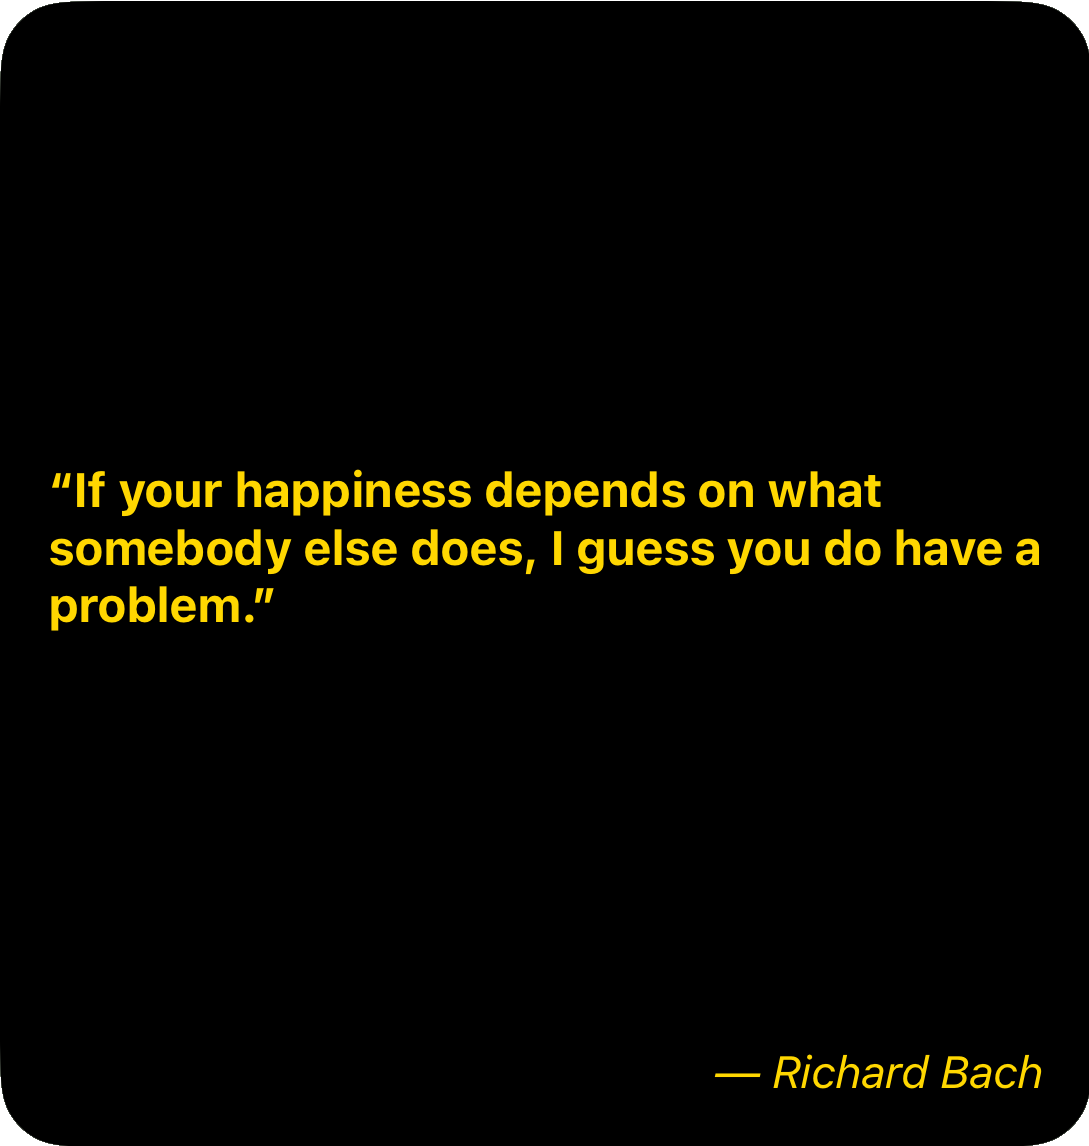 “If your happiness depends on what
somebody else does, I guess you do have a
problem.”
— Richard Bach